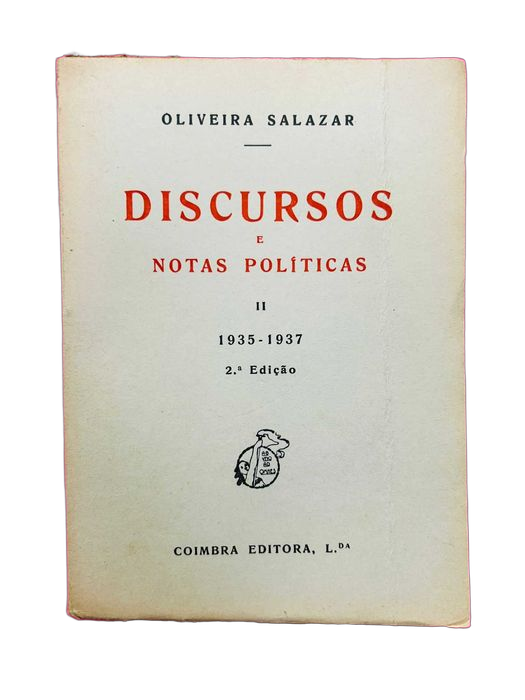 OLIVEIRA SALAZAR
DISCURSOS
E
NOTAS POLÍTICAS
II
1935-1937
2.ª Edição
COIMBRA EDITORA, L.DA